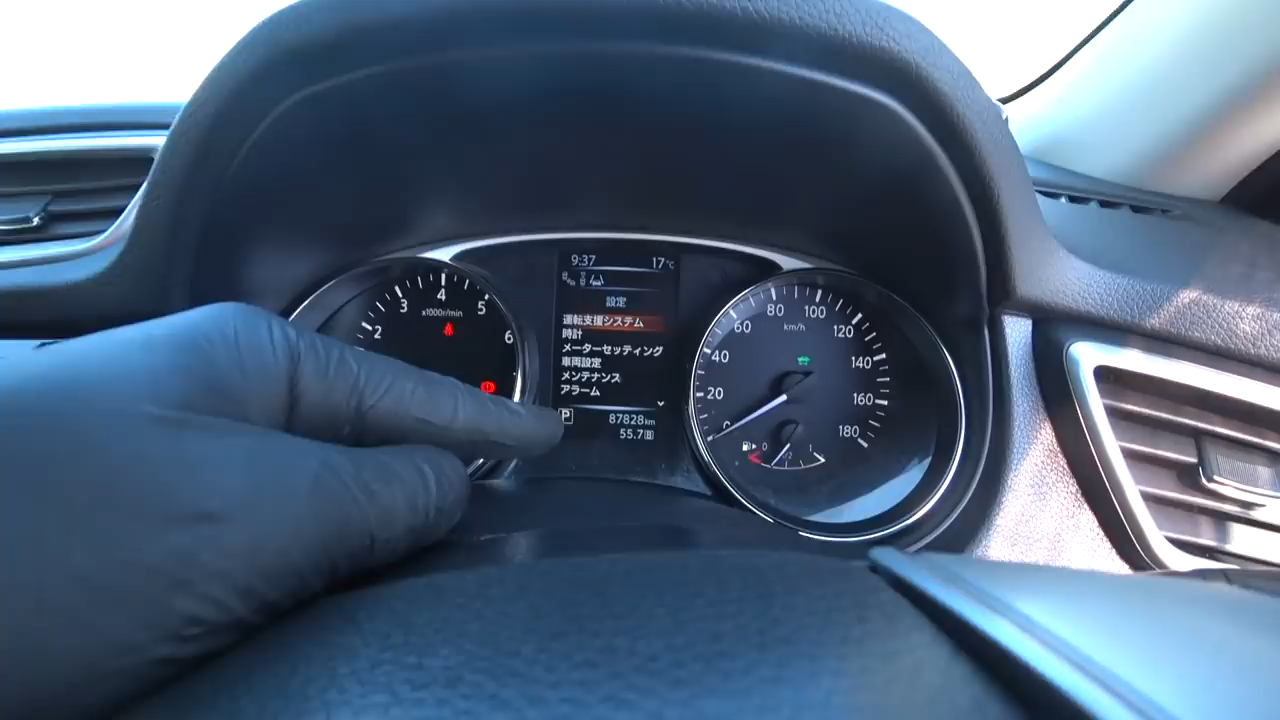 9:37 17℃
設定
運転支援システム
時計
メーターセッティング
車両設定
メンテナンス
アラーム
P 87828km
55.7B
2 3 4 5 6
x1000r/min
0 20 40 60 80 100 120 140 160 180
km/h
0 1/2 1